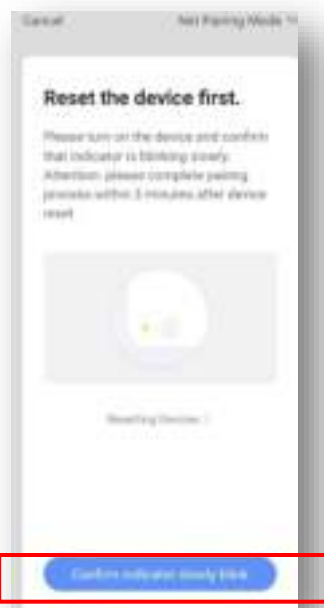 Cancel Net Pairing Mode
Reset the device first.
Please turn on the device and confirm
that indicator is blinking slowly.
Attention: please complete pairing
process within 3 minutes after device
reset
Resetting Devices
Confirm indicator slowly blink